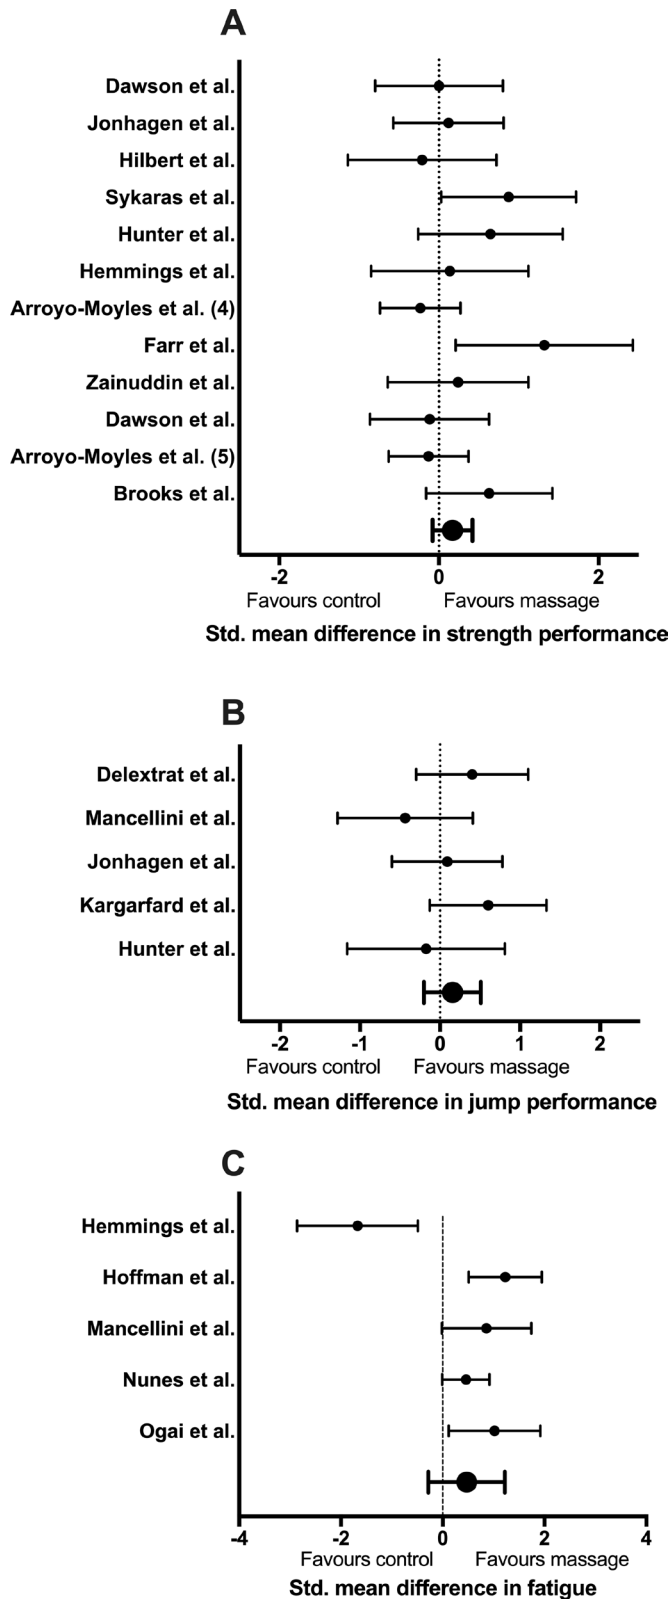 A
Dawson et al.
Jonhagen et al.
Hilbert et al.
Sykaras et al.
Hunter et al.
Hemmings et al.
Arroyo-Moyles et al. (4)
Farr et al.
Zainuddin et al.
Dawson et al.
Arroyo-Moyles et al. (5)
Brooks et al.
-2 0 2
Favours control Favours massage
Std. mean difference in strength performance
B
Delextrat et al.
Mancellini et al.
Jonhagen et al.
Kargarfard et al.
Hunter et al.
-2 -1 0 1 2
Favours control Favours massage
Std. mean difference in jump performance
C
Hemmings et al.
Hoffman et al.
Mancellini et al.
Nunes et al.
Ogai et al.
-4 -2 0 2 4
Favours control Favours massage
Std. mean difference in fatigue